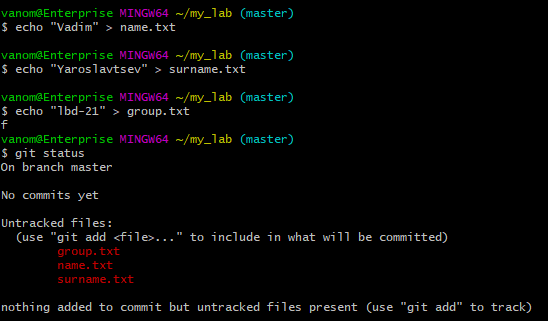 vanom@Enterprise MINGW64 ~/my_lab (master)
$ echo "Vadim" > name.txt
vanom@Enterprise MINGW64 ~/my_lab (master)
$ echo "Yaroslavtsev" > surname.txt
vanom@Enterprise MINGW64 ~/my_lab (master)
$ echo "lbd-21" > group.txt
f
vanom@Enterprise MINGW64 ~/my_lab (master)
$ git status
On branch master
No commits yet
Untracked files:
(use "git add <file>..." to include in what will be committed)
group.txt
name.txt
surname.txt
nothing added to commit but untracked files present (use "git add" to track)